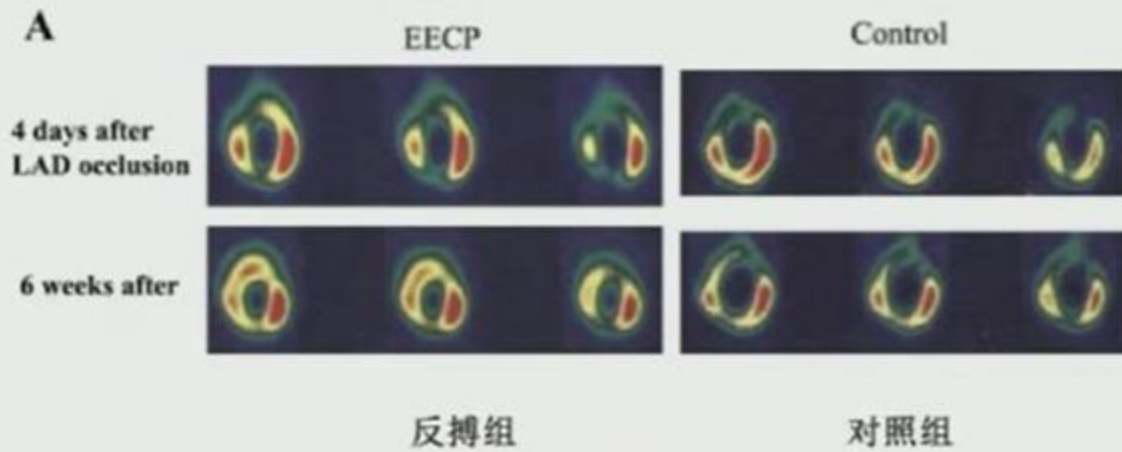 A
EECP
Control
4 days after
LAD occlusion
6 weeks after
反搏组
对照组